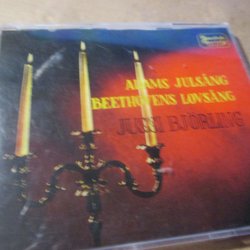 ADAMS JULSÅNG
BEETHOVENS LOVSÅNG
JUSSI BJÖRLING